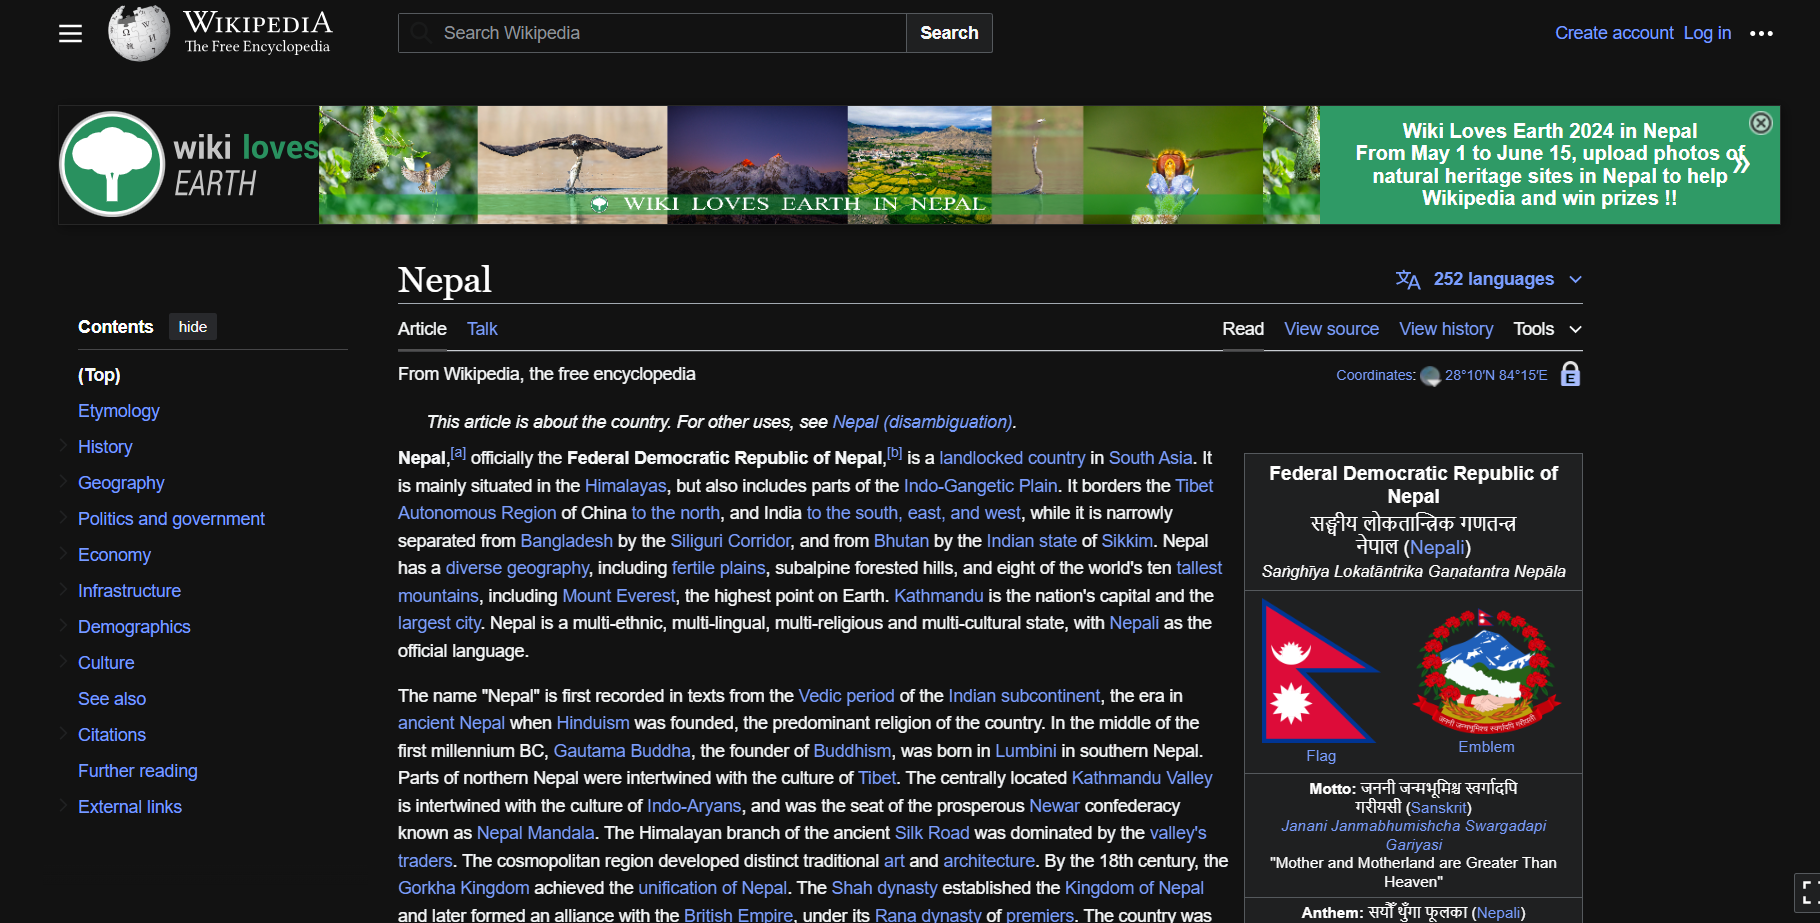 WIKIPEDIA
The Free Encyclopedia
Search Wikipedia
Search
Create account Log in
wiki loves
EARTH
WIKI LOVES EARTH IN NEPAL
Wiki Loves Earth 2024 in Nepal
From May 1 to June 15, upload photos of
natural heritage sites in Nepal to help
Wikipedia and win prizes !!
Contents hide
(Top)
Etymology
History
Geography
Politics and government
Economy
Infrastructure
Demographics
Culture
See also
Citations
Further reading
External links
Nepal
252 languages
Article Talk
Read View source View history Tools
From Wikipedia, the free encyclopedia
Coordinates: 28°10′N 84°15′E
E
This article is about the country. For other uses, see Nepal (disambiguation).
Nepal,[a] officially the Federal Democratic Republic of Nepal,[b] is a landlocked country in South Asia. It
is mainly situated in the Himalayas, but also includes parts of the Indo-Gangetic Plain. It borders the Tibet
Autonomous Region of China to the north, and India to the south, east, and west, while it is narrowly
separated from Bangladesh by the Siliguri Corridor, and from Bhutan by the Indian state of Sikkim. Nepal
has a diverse geography, including fertile plains, subalpine forested hills, and eight of the world's ten tallest
mountains, including Mount Everest, the highest point on Earth. Kathmandu is the nation's capital and the
largest city. Nepal is a multi-ethnic, multi-lingual, multi-religious and multi-cultural state, with Nepali as the
official language.
The name "Nepal" is first recorded in texts from the Vedic period of the Indian subcontinent, the era in
ancient Nepal when Hinduism was founded, the predominant religion of the country. In the middle of the
first millennium BC, Gautama Buddha, the founder of Buddhism, was born in Lumbini in southern Nepal.
Parts of northern Nepal were intertwined with the culture of Tibet. The centrally located Kathmandu Valley
is intertwined with the culture of Indo-Aryans, and was the seat of the prosperous Newar confederacy
known as Nepal Mandala. The Himalayan branch of the ancient Silk Road was dominated by the valley's
traders. The cosmopolitan region developed distinct traditional art and architecture. By the 18th century, the
Gorkha Kingdom achieved the unification of Nepal. The Shah dynasty established the Kingdom of Nepal
and later formed an alliance with the British Empire, under its Rana dynasty of premiers. The country was
Federal Democratic Republic of
Nepal
सङ्घीय लोकतान्त्रिक गणतन्त्र
नेपाल (Nepali)
Saṅghīya Lokatāntrika Gaṇatantra Nepāla
जननी जन्मभूमिश्च स्वर्गादपि गरीयसी
Flag
Emblem
Motto: जननी जन्मभूमिश्च स्वर्गादपि
गरीयसी (Sanskrit)
Janani Janmabhumishcha Swargadapi
Gariyasi
"Mother and Motherland are Greater Than
Heaven"
Anthem: सयौँ थुँगा फूलका (Nepali)